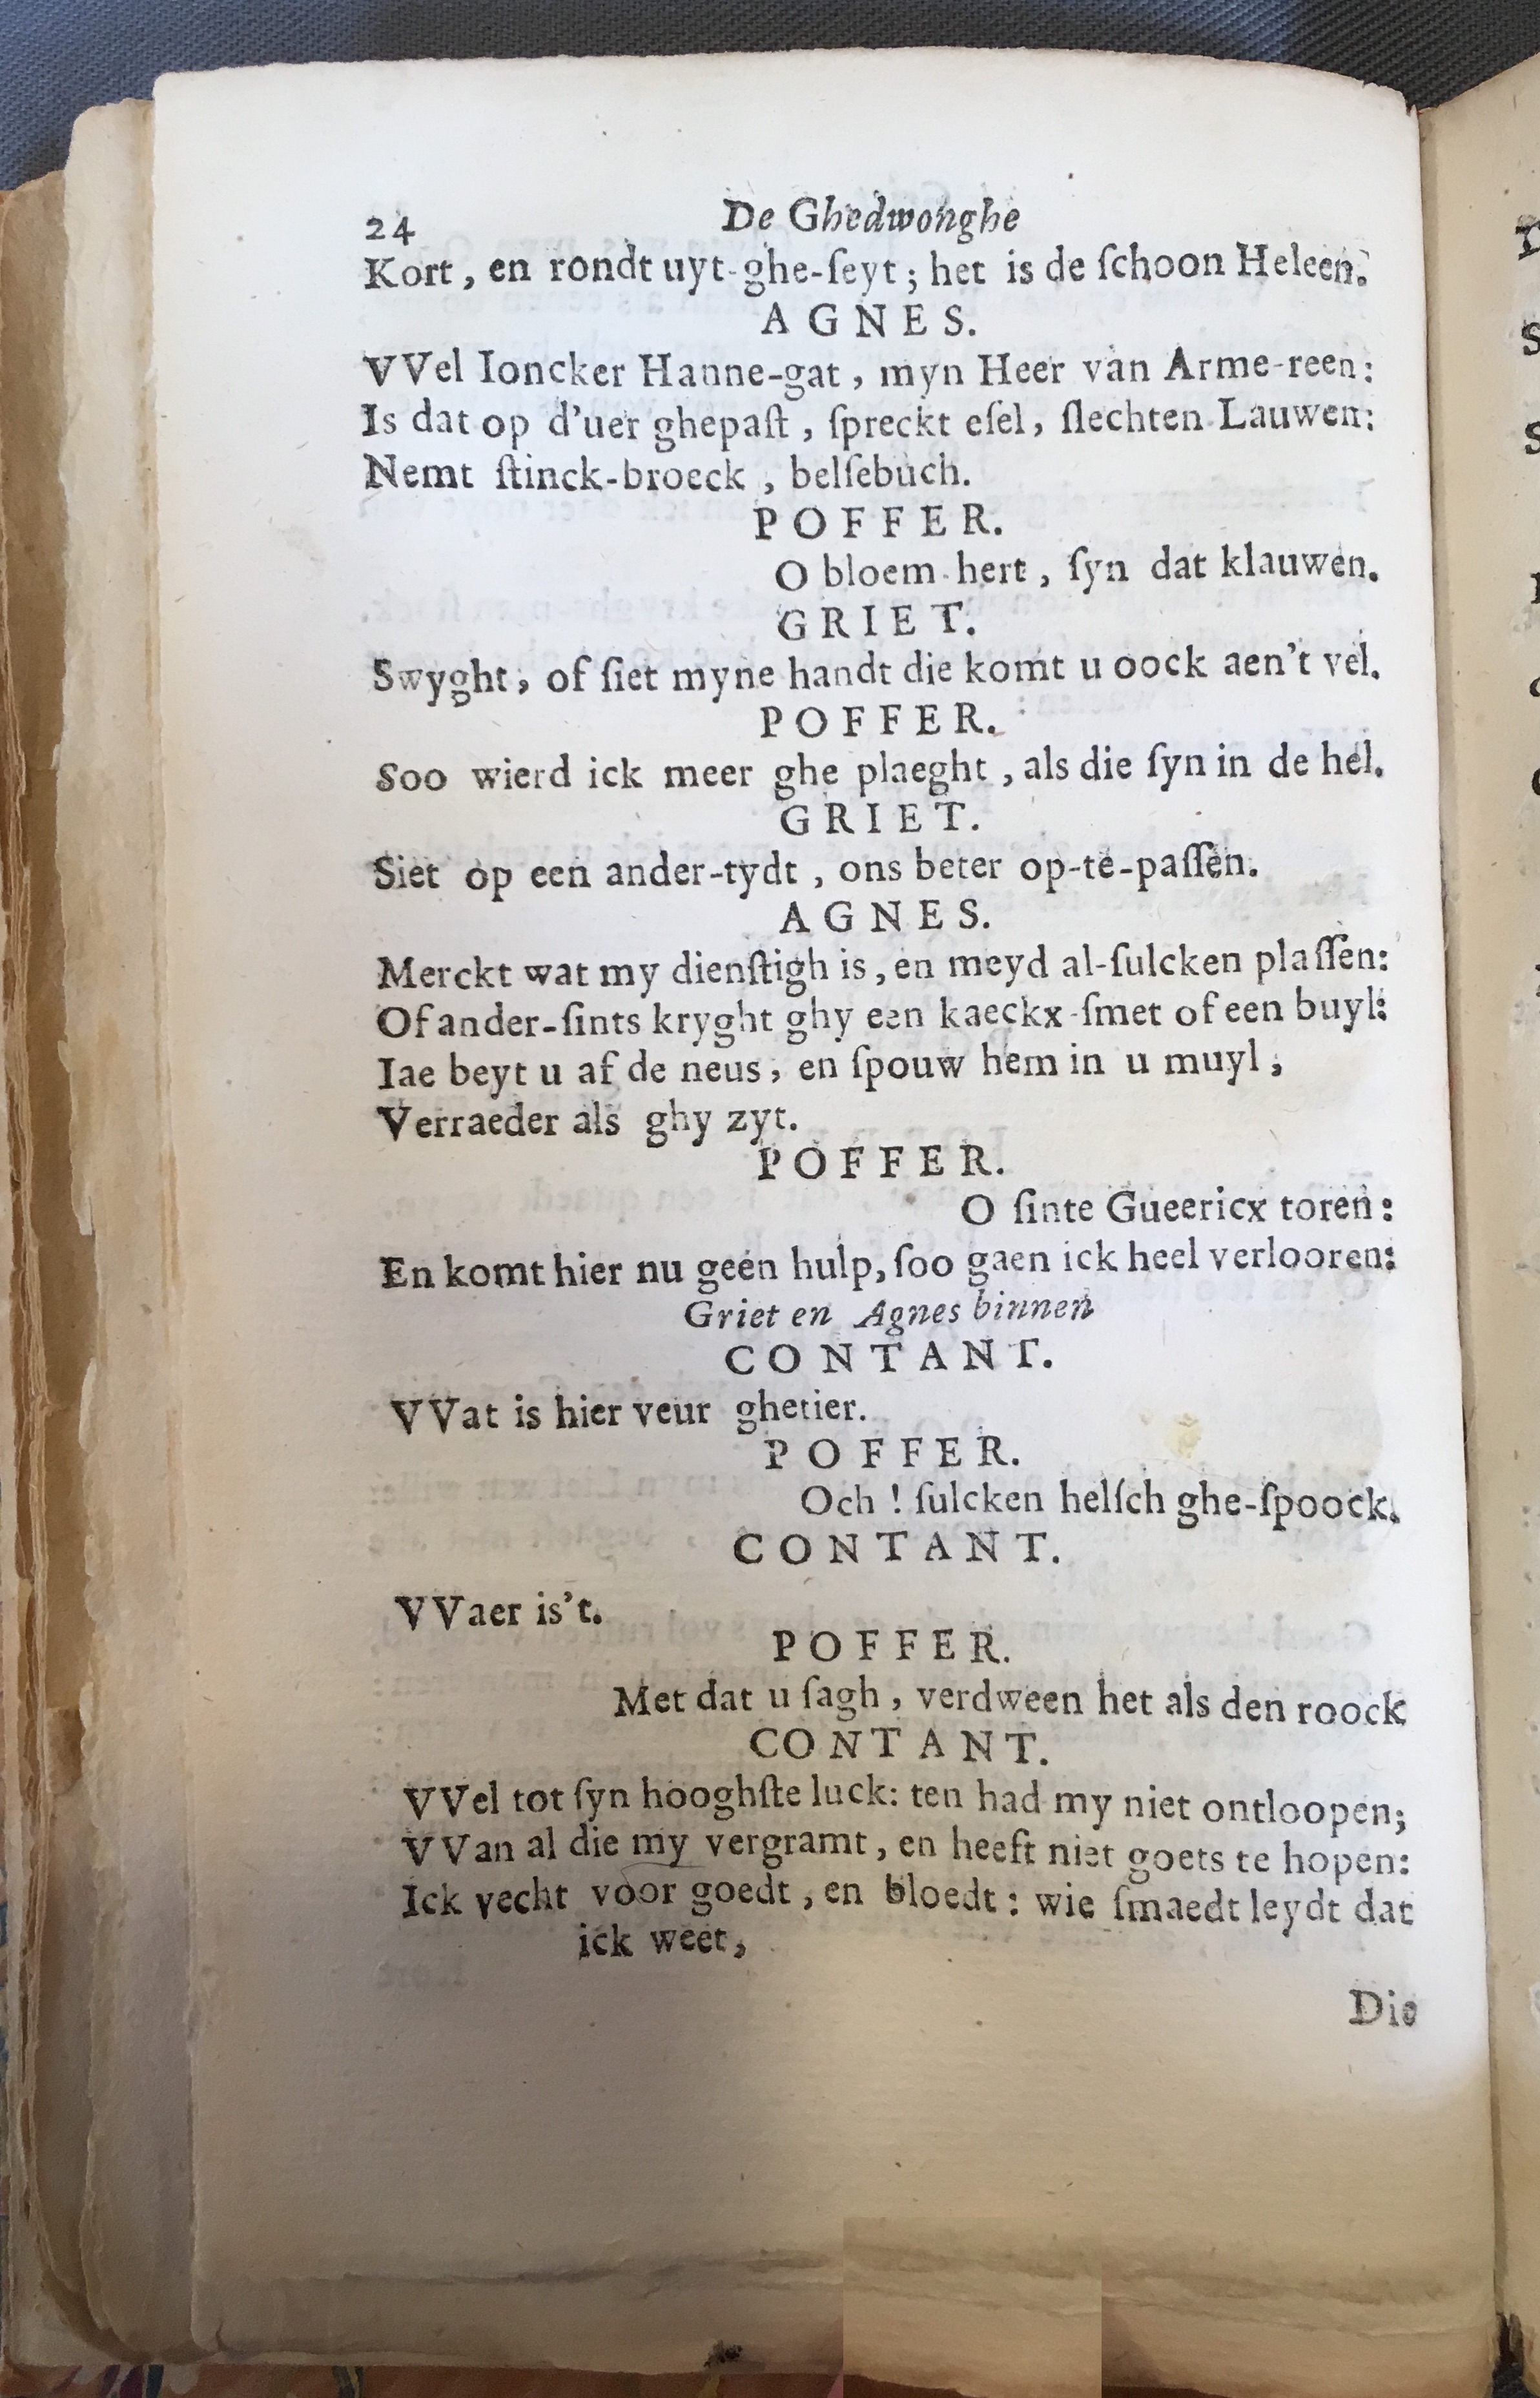 24 De Ghedwonghe
Kort, en rondt uyt-ghe-ſeyt; het is de ſchoon Heleen.
AGNES.
VVel Ioncker Hanne-gat, myn Heer van Arme-reen:
Is dat op d'uer ghepaſt, ſpreckt eſel, ſlechten Lauwen:
Nemt ſtinck-broeck, belſebuch.
POFFER.
O bloem-hert, ſyn dat klauwen.
GRIET.
Swyght, of ſiet myne handt die komt u oock aen't vel.
POFFER.
Soo wierd ick meer ghe plaeght, als die ſyn in de hel.
GRIET.
Siet op een ander-tydt, ons beter op-te-paſſen.
AGNES.
Merckt wat my dienſtigh is, en meyd al-ſulcken plaſſen:
Of ander-ſints kryght ghy een kaeckx-ſmet of een buyl:
Iae beyt u af de neus, en ſpouw hem in u muyl,
Verraeder als ghy zyt.
POFFER.
O ſinte Gueericx toren:
En komt hier nu geen hulp, ſoo gaen ick heel verlooren:
Griet en Agnes binnen
CONTANT.
VVat is hier veur ghetier.
POFFER.
Och! ſulcken helſch ghe-ſpoock.
CONTANT.
VVaer is't.
POFFER.
Met dat u ſagh, verdween het als den roock
CONTANT.
VVel tot ſyn hooghſte luck: ten had my niet ontloopen;
VVan al die my vergramt, en heeft niet goets te hopen:
Ick vecht voor goedt, en bloedt: wie ſmaedt leydt dat
ick weet,
Die